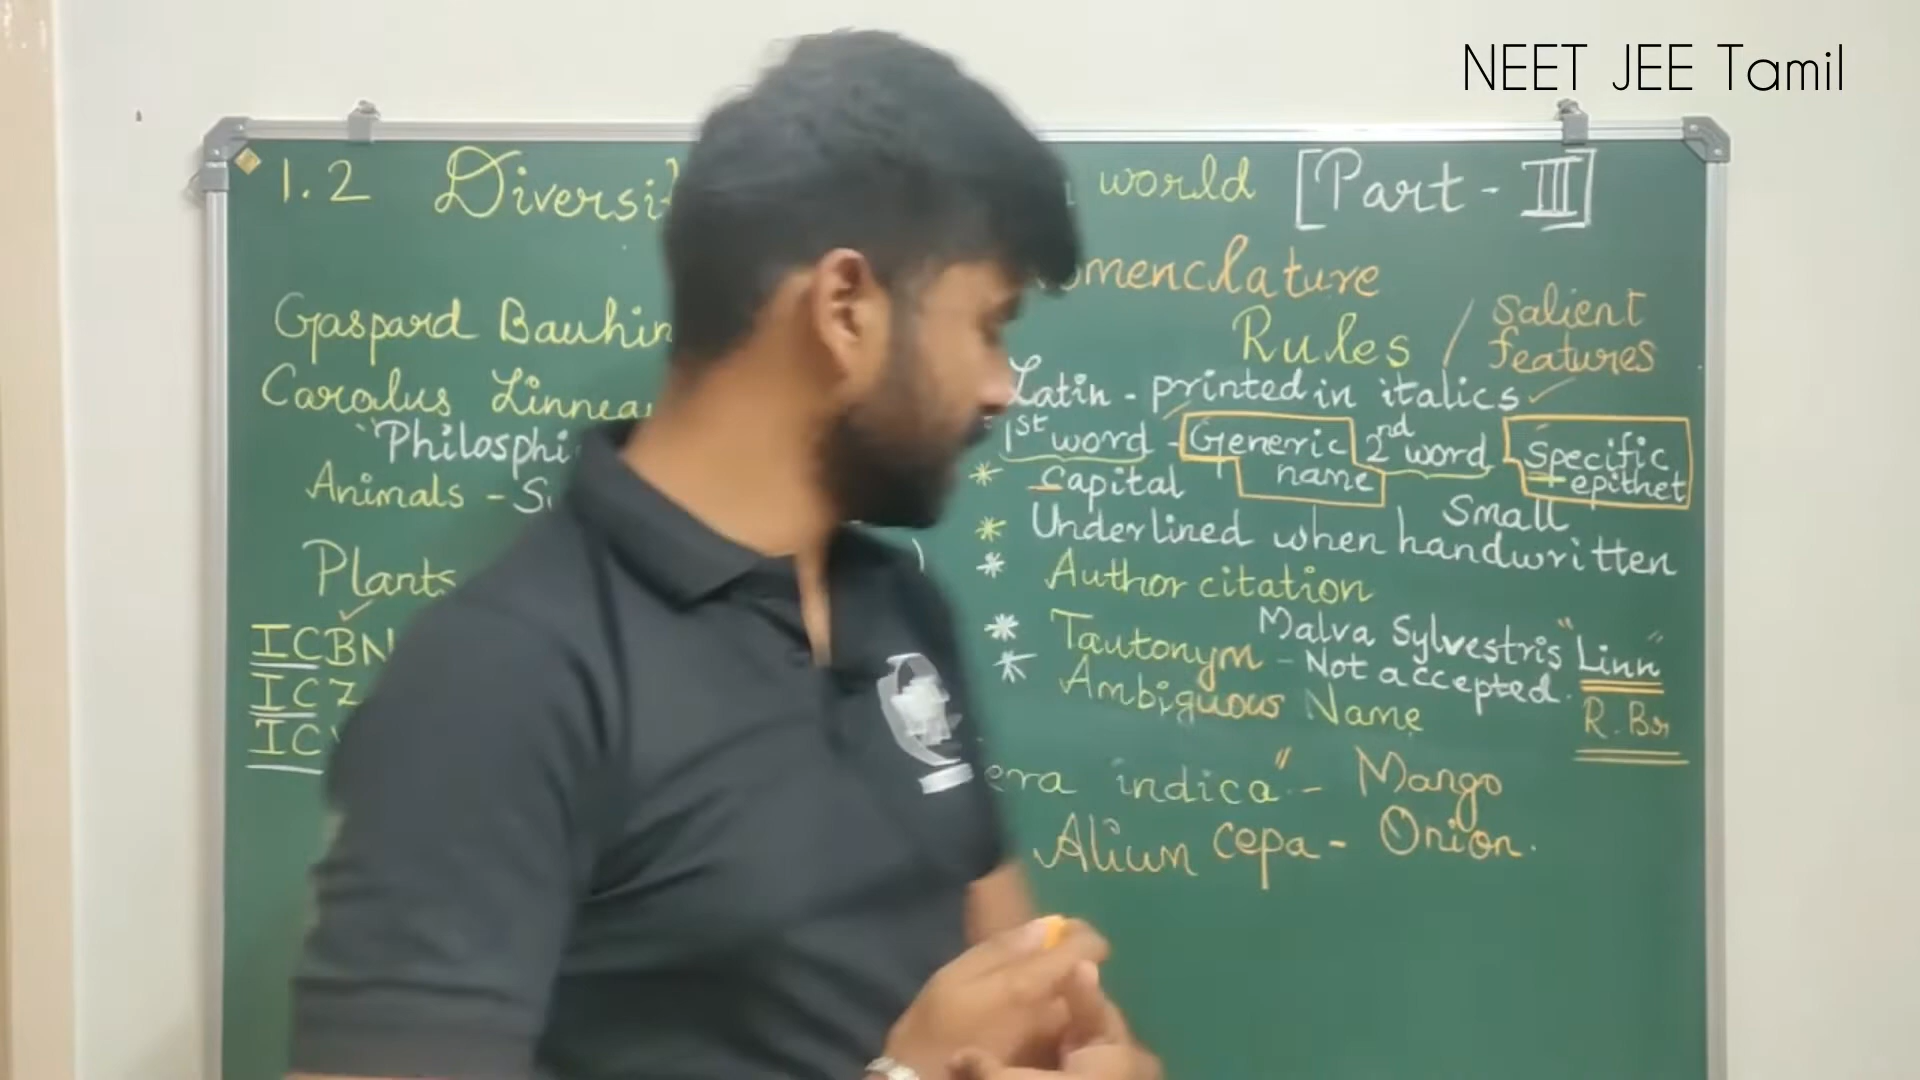 NEET JEE Tamil
1.2 Diversi world [Part - III]
omenclature
Gaspard Bauhin
Rules / Salient
features
Carolus Linnea
Latin - printed in italics
"Philosphi
1st word - Generic name 2nd word Specific epithet
Animals - S
* Capital
Small
* Underlined when handwritten
Plants
* Author citation
Malva Sylvestris "Linn"
ICBN
* Tautonym - Not accepted.
ICZ
* Ambiguous Name
R. Br
IC
era indica" - Mango
Alium cepa - Onion.